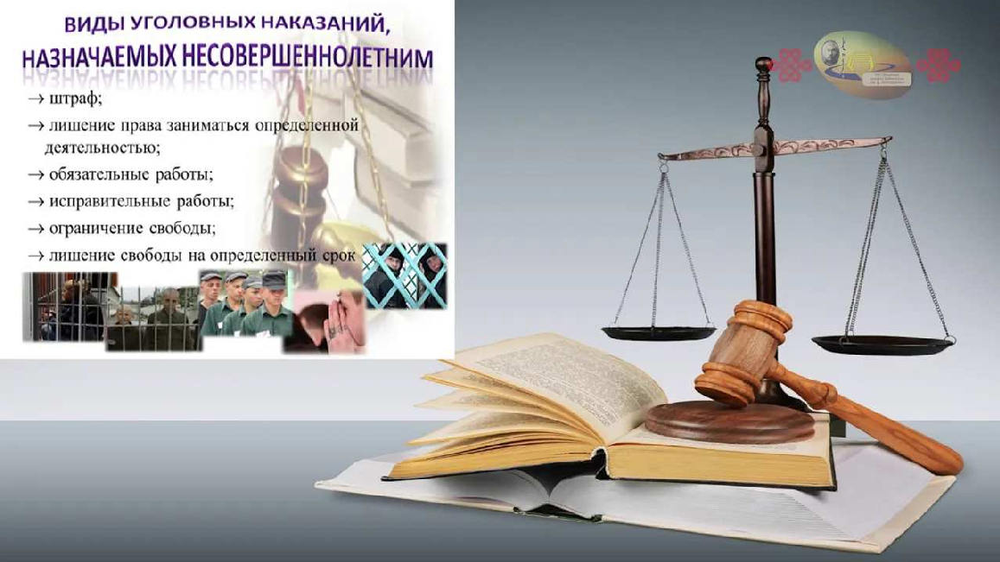 ВИДЫ УГОЛОВНЫХ НАКАЗАНИЙ,
НАЗНАЧАЕМЫХ НЕСОВЕРШЕННОЛЕТНИМ
→ штраф;
→ лишение права заниматься определенной
деятельностью;
→ обязательные работы;
→ исправительные работы;
→ ограничение свободы;
→ лишение свободы на определенный срок